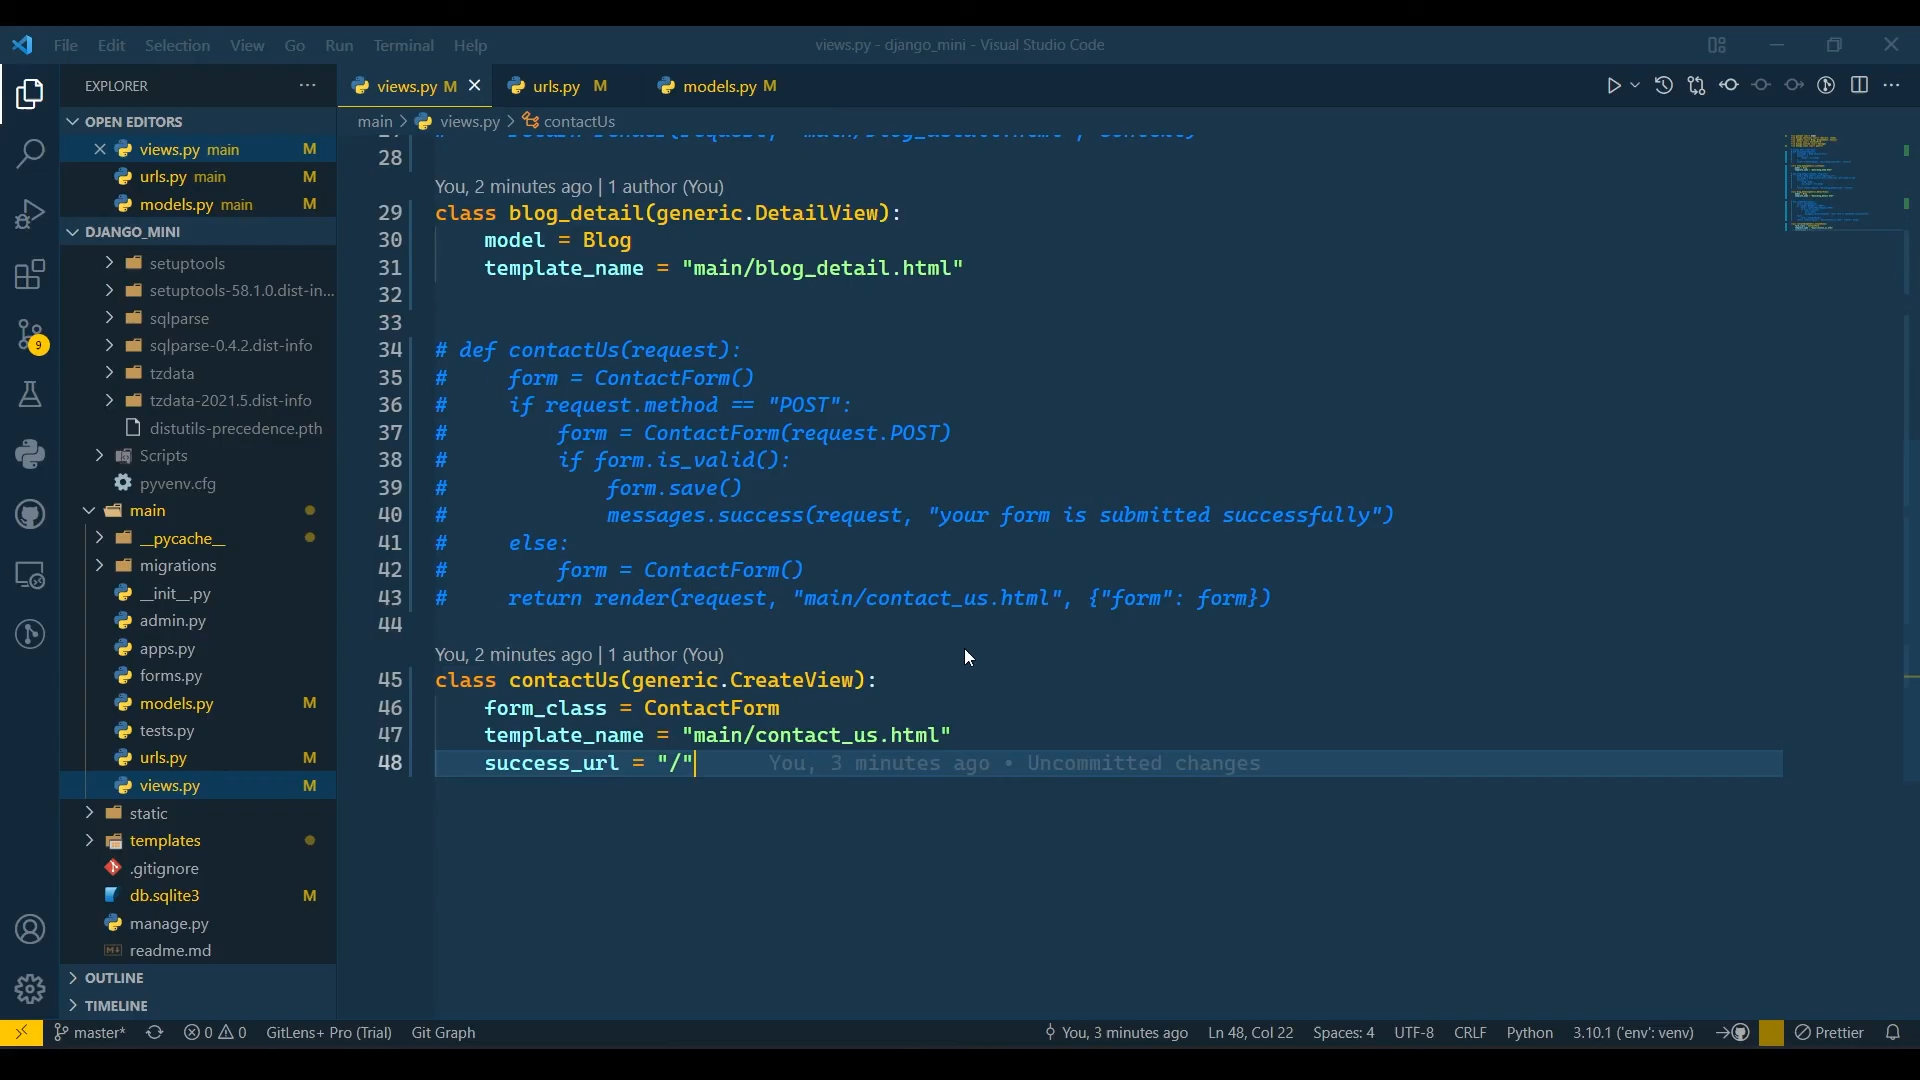 File Edit Selection View Go Run Terminal Help
views.py - django_mini - Visual Studio Code
EXPLORER
views.py M
urls.py M
models.py M
OPEN EDITORS
views.py main M
urls.py main M
models.py main M
DJANGO_MINI
setuptools
setuptools-58.1.0.dist-in...
sqlparse
sqlparse-0.4.2.dist-info
tzdata
tzdata-2021.5.dist-info
distutils-precedence.pth
Scripts
pyvenv.cfg
main
__pycache__
migrations
__init__.py
admin.py
apps.py
forms.py
models.py M
tests.py
urls.py M
views.py M
static
templates
.gitignore
db.sqlite3 M
manage.py
readme.md
OUTLINE
TIMELINE
9
main > views.py > contactUs
28
You, 2 minutes ago | 1 author (You)
29 class blog_detail(generic.DetailView):
30     model = Blog
31     template_name = "main/blog_detail.html"
32
33
34 # def contactUs(request):
35 #     form = ContactForm()
36 #     if request.method == "POST":
37 #         form = ContactForm(request.POST)
38 #         if form.is_valid():
39 #             form.save()
40 #             messages.success(request, "your form is submitted successfully")
41 #     else:
42 #         form = ContactForm()
43 #     return render(request, "main/contact_us.html", {"form": form})
44
You, 2 minutes ago | 1 author (You)
45 class contactUs(generic.CreateView):
46     form_class = ContactForm
47     template_name = "main/contact_us.html"
48     success_url = "/" You, 3 minutes ago • Uncommitted changes
master* 0 0 GitLens+ Pro (Trial) Git Graph
You, 3 minutes ago Ln 48, Col 22 Spaces: 4 UTF-8 CRLF Python 3.10.1 ('env': venv) Prettier